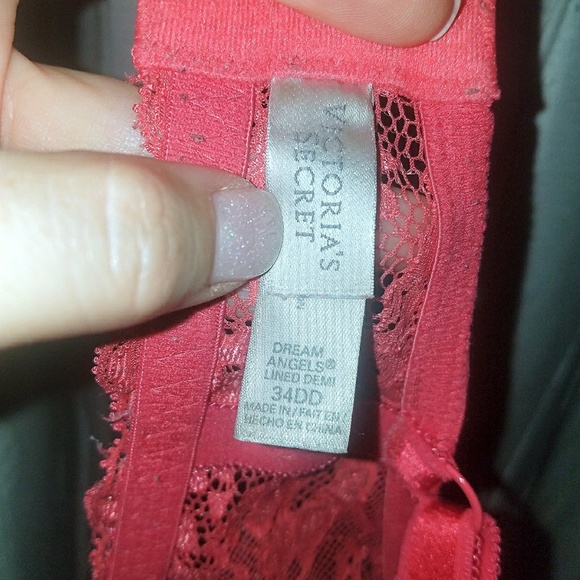 VICTORIA'S
SECRET
DREAM
ANGELS®
LINED DEMI
34DD
MADE IN / FAIT EN /
HECHO EN CHINA